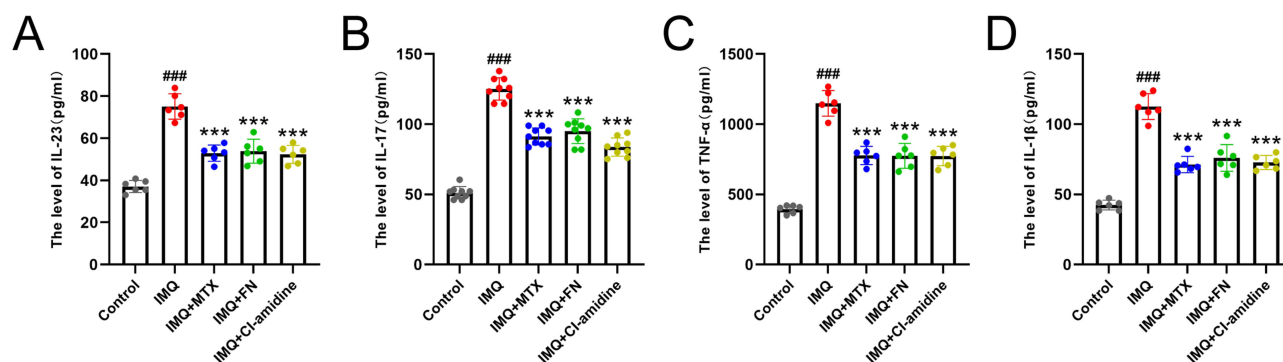 A
The level of IL-23(pg/ml)
100
80
60
40
20
0
###
***
***
***
Control
IMQ
IMQ+MTX
IMQ+FN
IMQ+Cl-amidine
B
The level of IL-17(pg/ml)
150
100
50
0
###
***
***
***
Control
IMQ
IMQ+MTX
IMQ+FN
IMQ+Cl-amidine
C
The level of TNF-α(pg/ml)
1500
1000
500
0
###
***
***
***
Control
IMQ
IMQ+MTX
IMQ+FN
IMQ+Cl-amidine
D
The level of IL-1β(pg/ml)
150
100
50
0
###
***
***
***
Control
IMQ
IMQ+MTX
IMQ+FN
IMQ+Cl-amidine